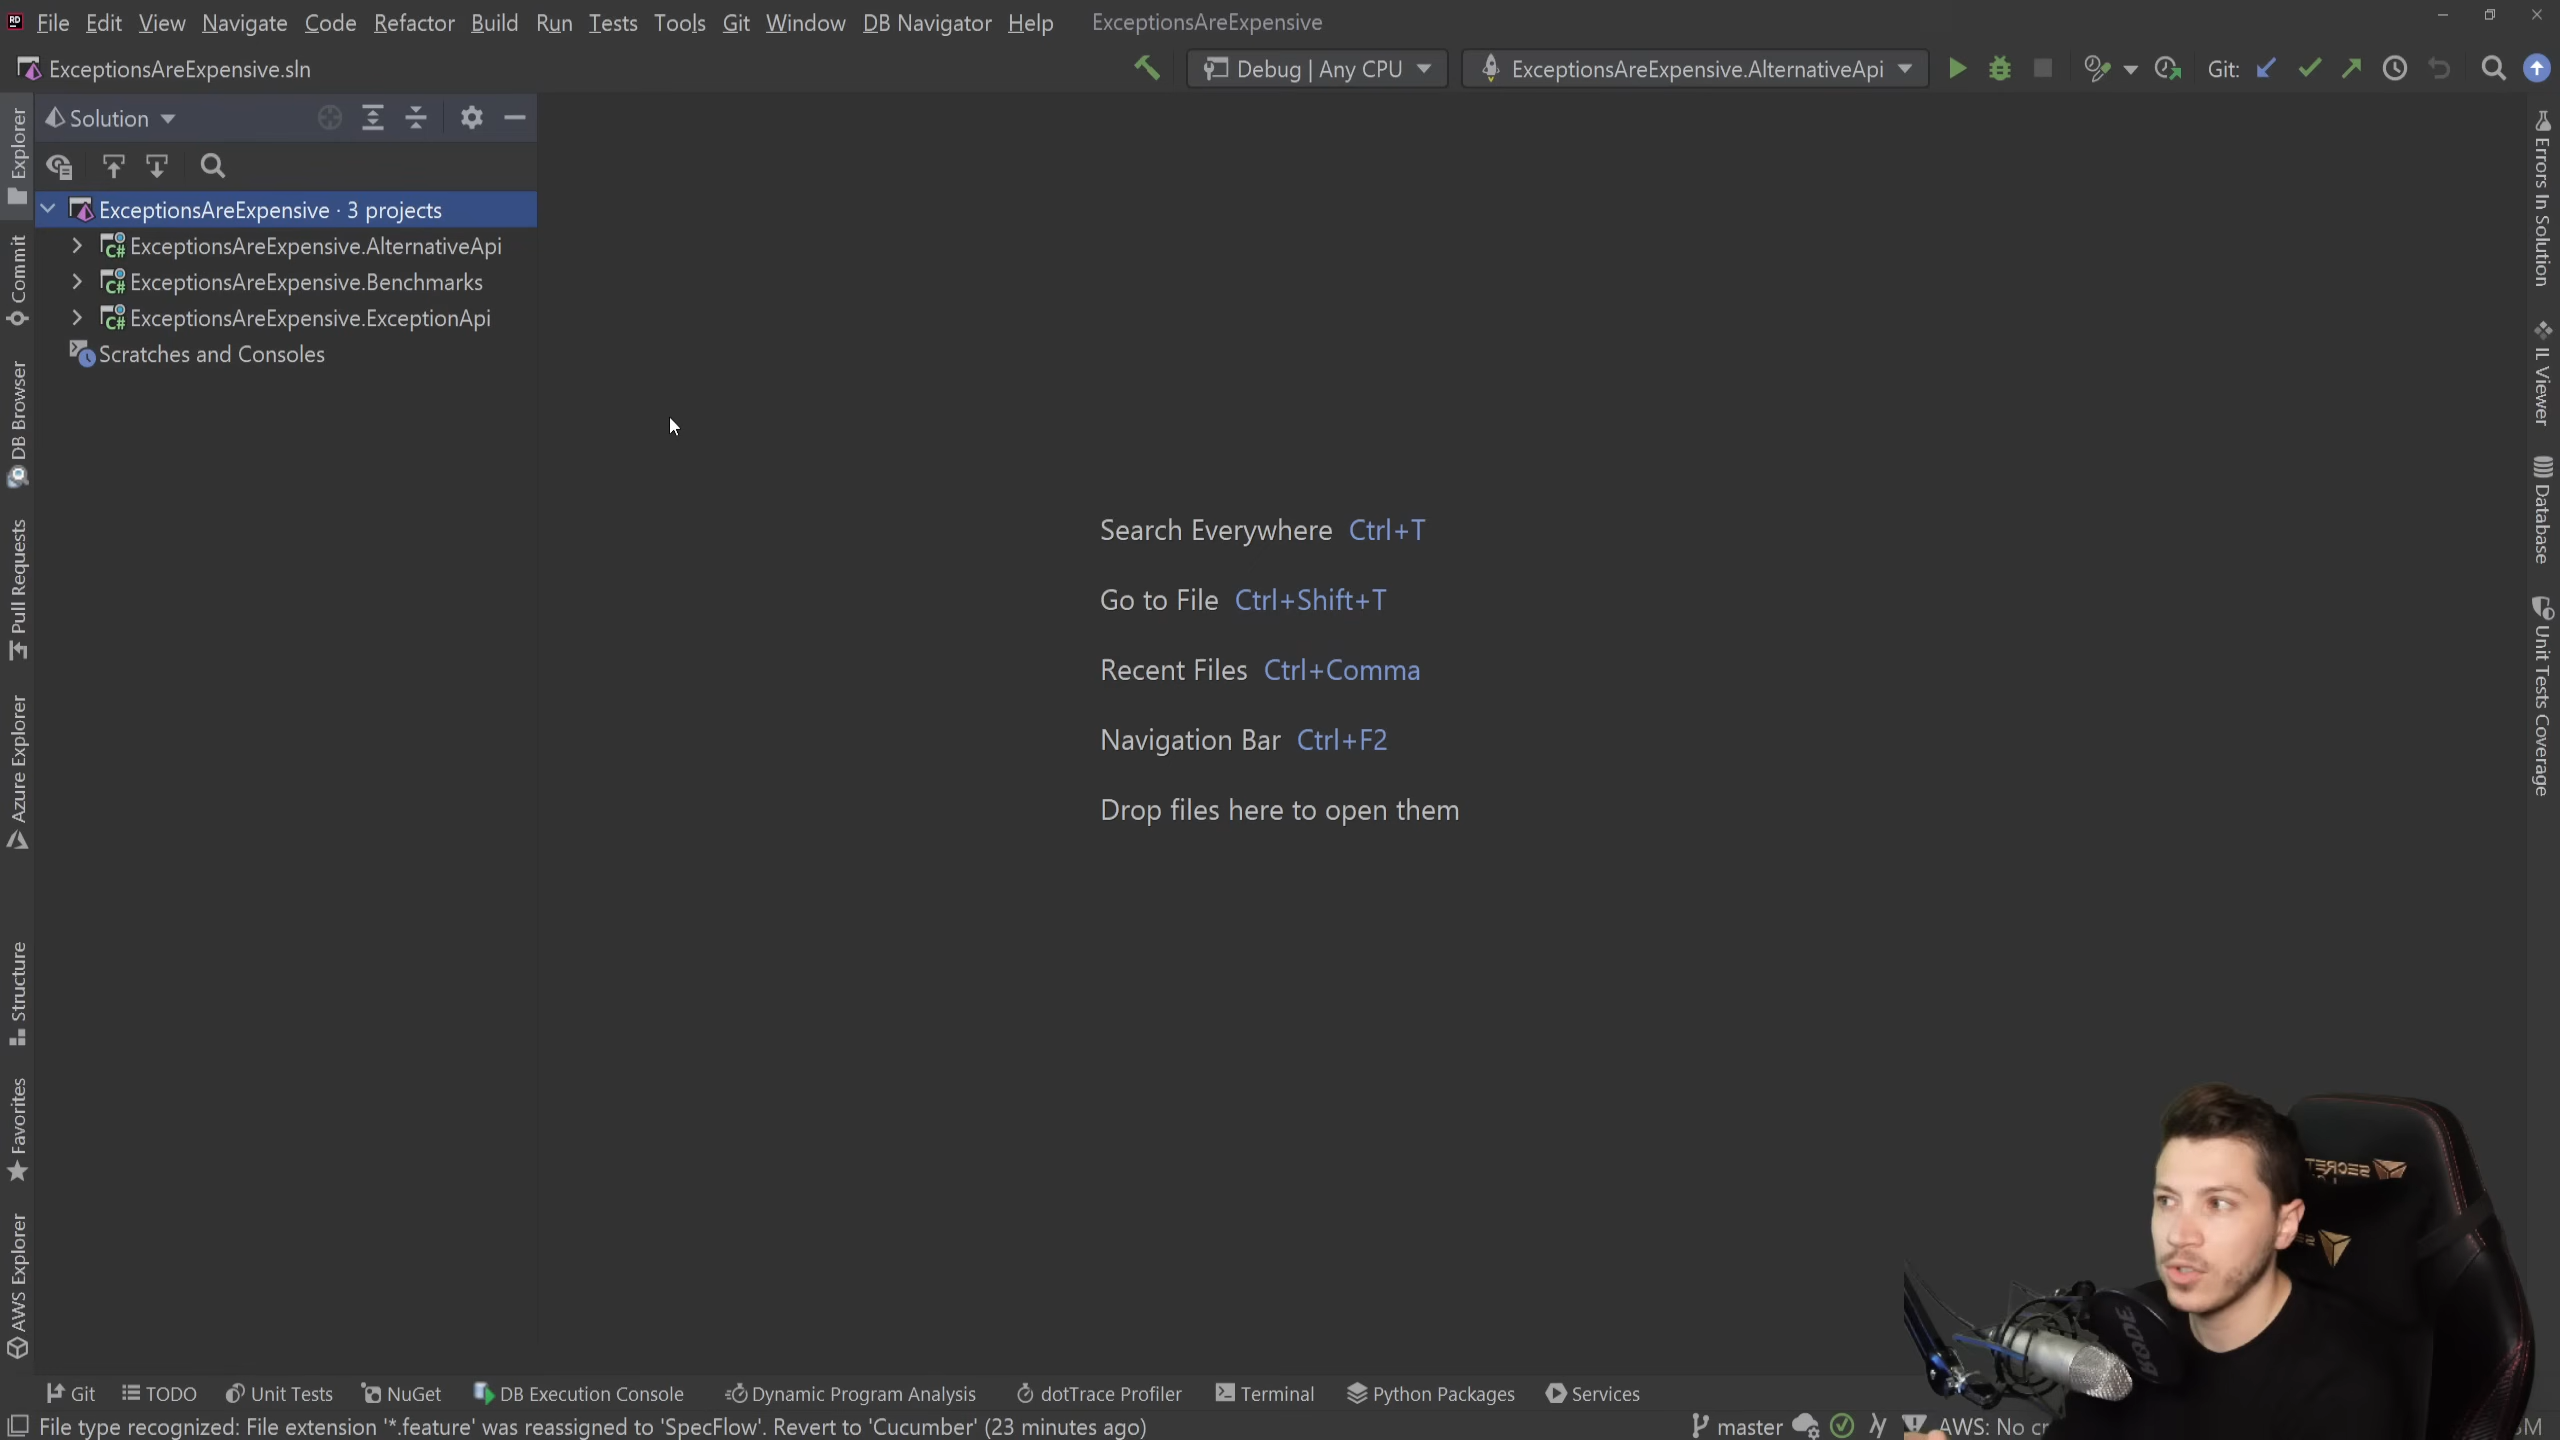 File Edit View Navigate Code Refactor Build Run Tests Tools Git Window DB Navigator Help ExceptionsAreExpensive
ExceptionsAreExpensive.sln
Debug | Any CPU
ExceptionsAreExpensive.AlternativeApi
Git:
Solution
ExceptionsAreExpensive · 3 projects
ExceptionsAreExpensive.AlternativeApi
ExceptionsAreExpensive.Benchmarks
ExceptionsAreExpensive.ExceptionApi
Scratches and Consoles
Explorer
Commit
DB Browser
Pull Requests
Azure Explorer
Structure
Favorites
AWS Explorer
Search Everywhere Ctrl+T
Go to File Ctrl+Shift+T
Recent Files Ctrl+Comma
Navigation Bar Ctrl+F2
Drop files here to open them
Errors In Solution
IL Viewer
Database
Unit Tests Coverage
SECRET
RODE
Git TODO Unit Tests NuGet DB Execution Console Dynamic Program Analysis dotTrace Profiler Terminal Python Packages Services
File type recognized: File extension '*.feature' was reassigned to 'SpecFlow'. Revert to 'Cucumber' (23 minutes ago)
master
AWS: No